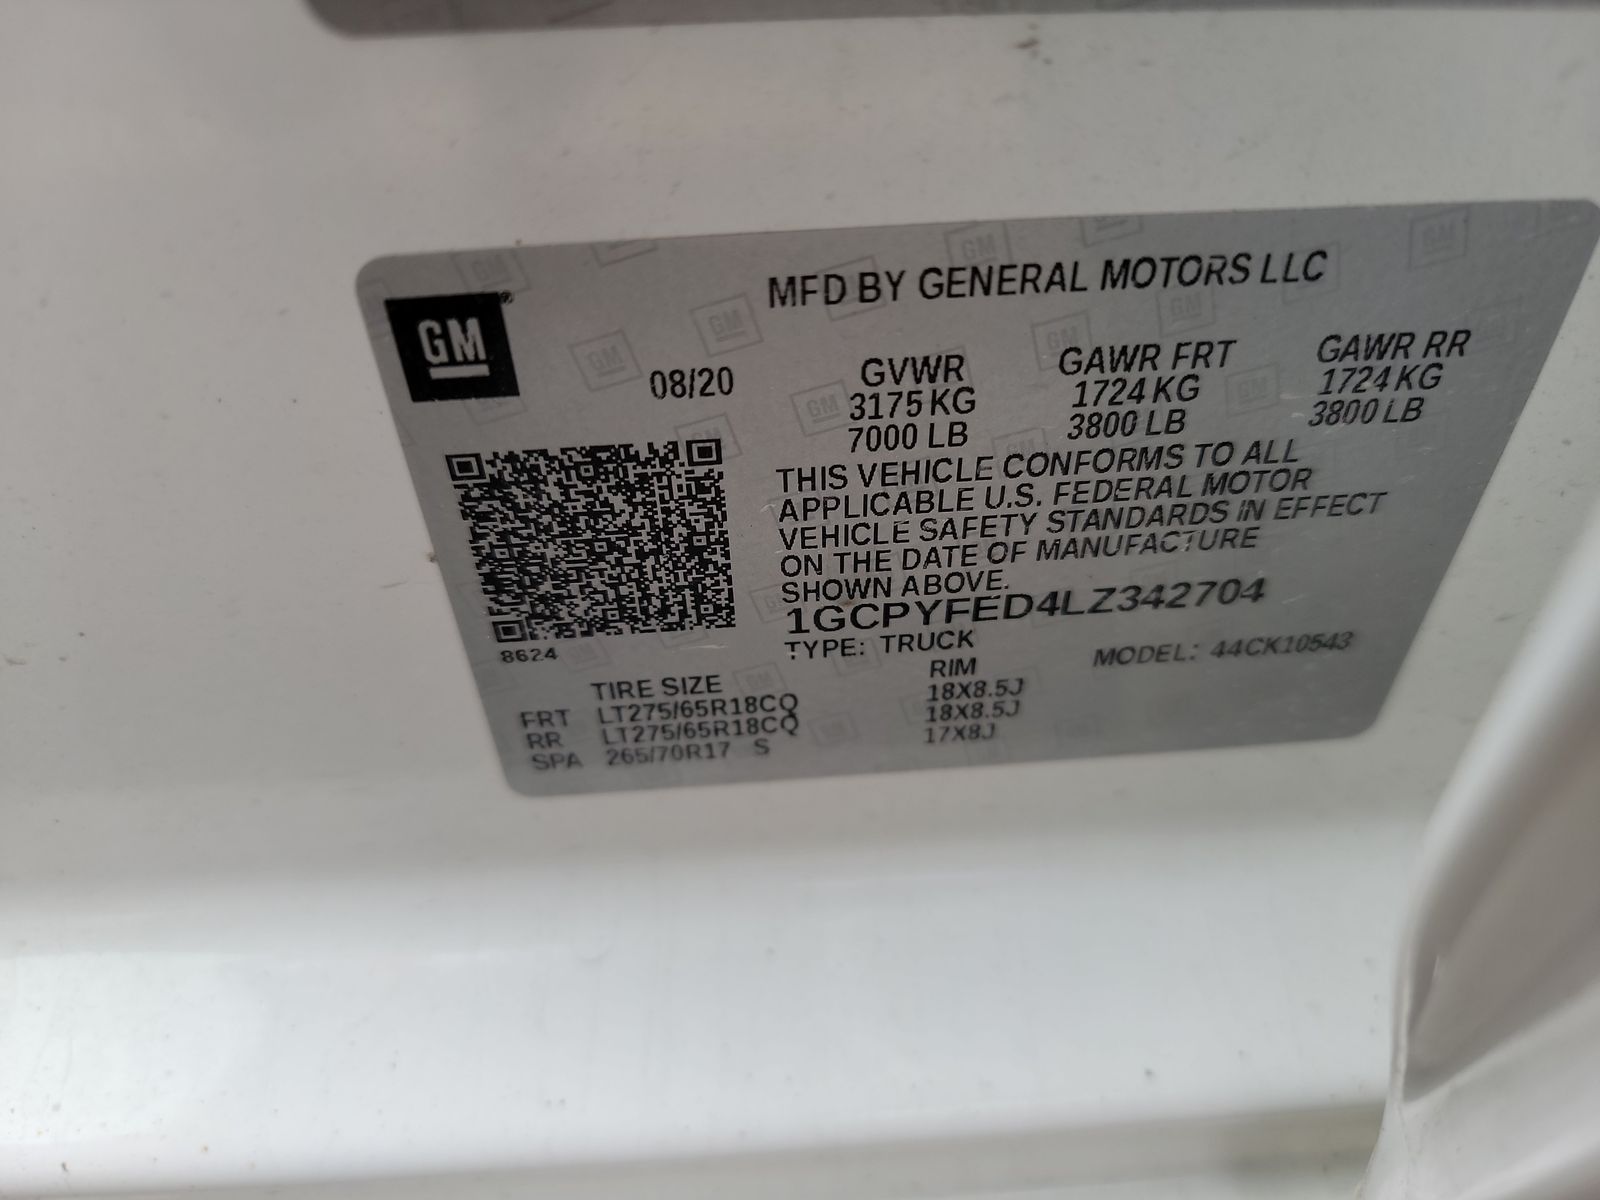 MFD BY GENERAL MOTORS LLC
GM
®
08/20
GVWR GAWR FRT GAWR RR
3175 KG 1724 KG 1724 KG
7000 LB 3800 LB 3800 LB
THIS VEHICLE CONFORMS TO ALL
APPLICABLE U.S. FEDERAL MOTOR
VEHICLE SAFETY STANDARDS IN EFFECT
ON THE DATE OF MANUFACTURE
SHOWN ABOVE.
1GCPYFED4LZ342704
TYPE: TRUCK MODEL: 44CK10543
8624
TIRE SIZE RIM
FRT LT275/65R18CQ 18X8.5J
RR LT275/65R18CQ 18X8.5J
SPA 265/70R17 S 17X8J